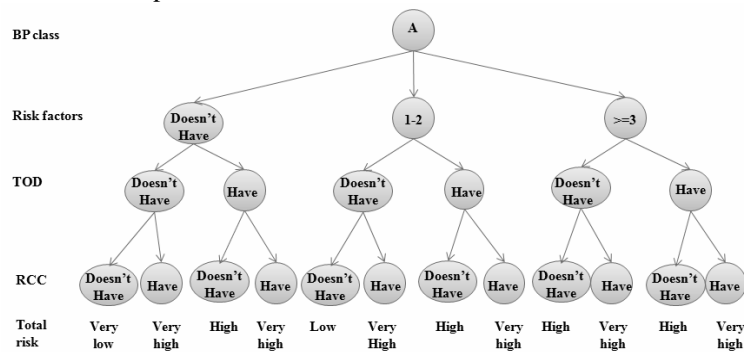 BP class
A
Risk factors
Doesn't
Have
1-2
>=3
TOD
Doesn't
Have
Have
Doesn't
Have
Have
Doesn't
Have
Have
RCC
Doesn't
Have
Have
Doesn't
Have
Have
Doesn't
Have
Have
Doesn't
Have
Have
Doesn't
Have
Have
Doesn't
Have
Have
Total
risk
Very
low
Very
high
High
Very
high
Low
Very
High
High
Very
high
High
Very
high
High
Very
high